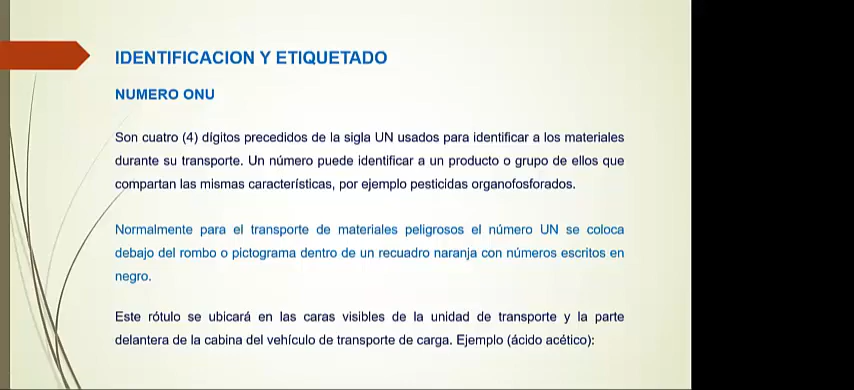 IDENTIFICACION Y ETIQUETADO
NUMERO ONU
Son cuatro (4) dígitos precedidos de la sigla UN usados para identificar a los materiales
durante su transporte. Un número puede identificar a un producto o grupo de ellos que
compartan las mismas características, por ejemplo pesticidas organofosforados.
Normalmente para el transporte de materiales peligrosos el número UN se coloca
debajo del rombo o pictograma dentro de un recuadro naranja con números escritos en
negro.
Este rótulo se ubicará en las caras visibles de la unidad de transporte y la parte
delantera de la cabina del vehículo de transporte de carga. Ejemplo (ácido acético):